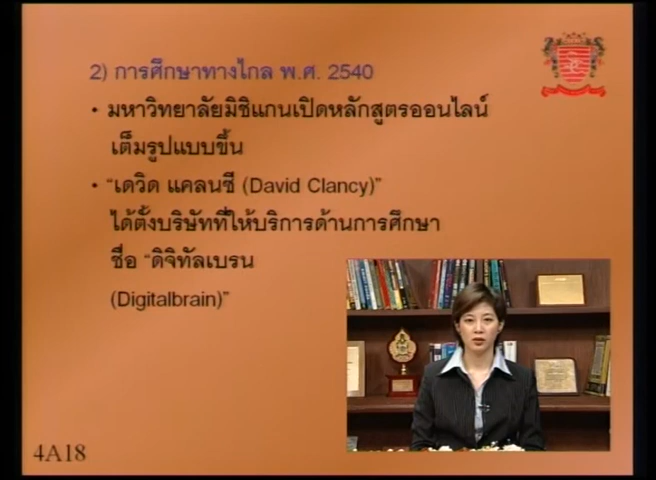 2) การศึกษาทางไกล พ.ศ. 2540
• มหาวิทยาลัยมิชิแกนเปิดหลักสูตรออนไลน์
เต็มรูปแบบขึ้น
• “เดวิด แคลนซี (David Clancy)”
ได้ตั้งบริษัทที่ให้บริการด้านการศึกษา
ชื่อ “ดิจิทัลเบรน
(Digitalbrain)”
4A18